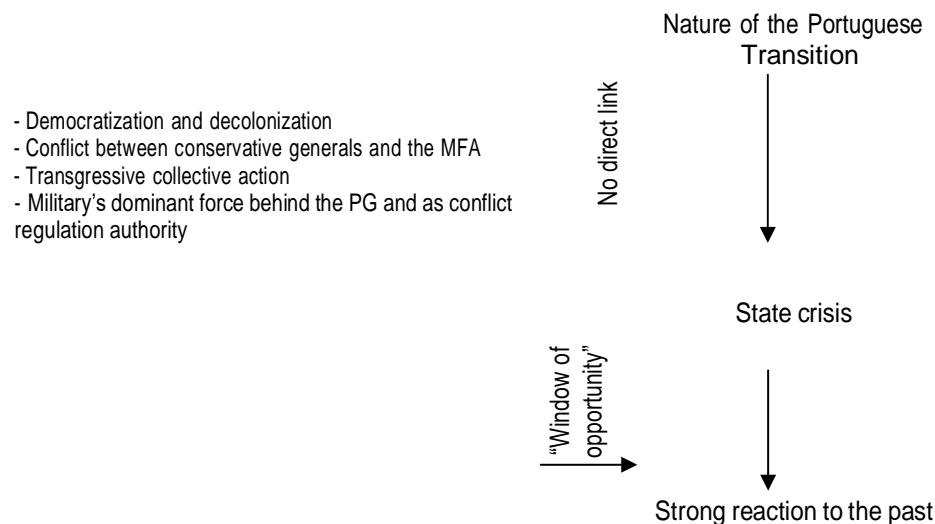 Nature of the Portuguese
Transition
No direct link
- Democratization and decolonization
- Conflict between conservative generals and the MFA
- Transgressive collective action
- Military’s dominant force behind the PG and as conflict
regulation authority
State crisis
“Window of
opportunity”
Strong reaction to the past